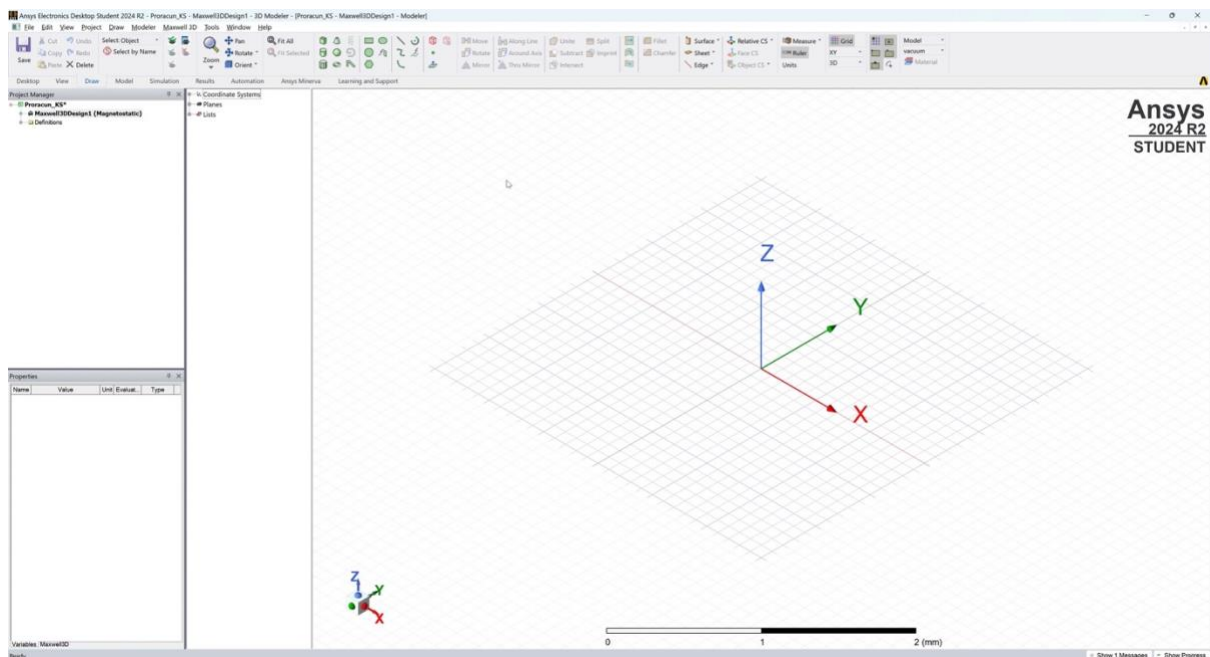 Ansys Electronics Desktop Student 2024 R2 - Proracun_KS - Maxwell3DDesign1 - 3D Modeler - [Proracun_KS - Maxwell3DDesign1 - Modeler]
File Edit View Project Draw Modeler Maxwell 3D Tools Window Help
Save
Cut Undo Select: Object
Copy Redo Select by Name
Paste Delete
Zoom
Pan Fit All
Rotate Fit Selected
Orient
Move Along Line Unite Split Fillet
Rotate Around Axis Subtract Imprint Chamfer
Mirror Thru Mirror Intersect
Surface Relative CS Measure Grid Model
Sheet Face CS Ruler XY vacuum
Edge Object CS Units 3D Material
Desktop View Draw Model Simulation Results Automation Ansys Minerva Learning and Support
Project Manager
Proracun_KS*
Maxwell3DDesign1 (Magnetostatic)
Definitions
Coordinate Systems
Planes
Lists
Ansys
2024 R2
STUDENT
Z
Y
X
Properties
Name Value Unit Evaluat... Type
Z
Y
X
0 1 2 (mm)
Variables Maxwell3D
Ready
Show 1 Messages Show Progress